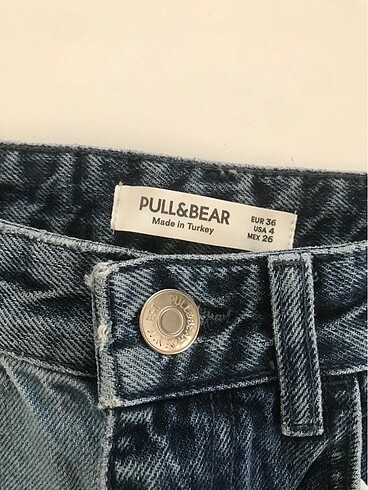 PULL&BEAR
Made in Turkey
EUR 36
USA 4
MEX 26
PULL&BEAR